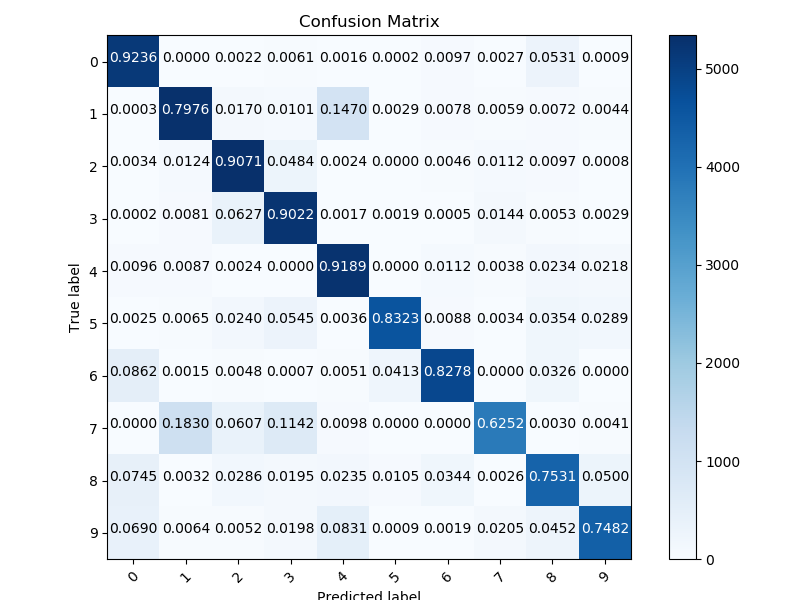 Confusion Matrix
0 0.9236 0.0000 0.0022 0.0061 0.0016 0.0002 0.0097 0.0027 0.0531 0.0009
1 0.0003 0.7976 0.0170 0.0101 0.1470 0.0029 0.0078 0.0059 0.0072 0.0044
2 0.0034 0.0124 0.9071 0.0484 0.0024 0.0000 0.0046 0.0112 0.0097 0.0008
3 0.0002 0.0081 0.0627 0.9022 0.0017 0.0019 0.0005 0.0144 0.0053 0.0029
4 0.0096 0.0087 0.0024 0.0000 0.9189 0.0000 0.0112 0.0038 0.0234 0.0218
5 0.0025 0.0065 0.0240 0.0545 0.0036 0.8323 0.0088 0.0034 0.0354 0.0289
6 0.0862 0.0015 0.0048 0.0007 0.0051 0.0413 0.8278 0.0000 0.0326 0.0000
7 0.0000 0.1830 0.0607 0.1142 0.0098 0.0000 0.0000 0.6252 0.0030 0.0041
8 0.0745 0.0032 0.0286 0.0195 0.0235 0.0105 0.0344 0.0026 0.7531 0.0500
9 0.0690 0.0064 0.0052 0.0198 0.0831 0.0009 0.0019 0.0205 0.0452 0.7482
0 1 2 3 4 5 6 7 8 9
Predicted label
True label
5000
4000
3000
2000
1000
0